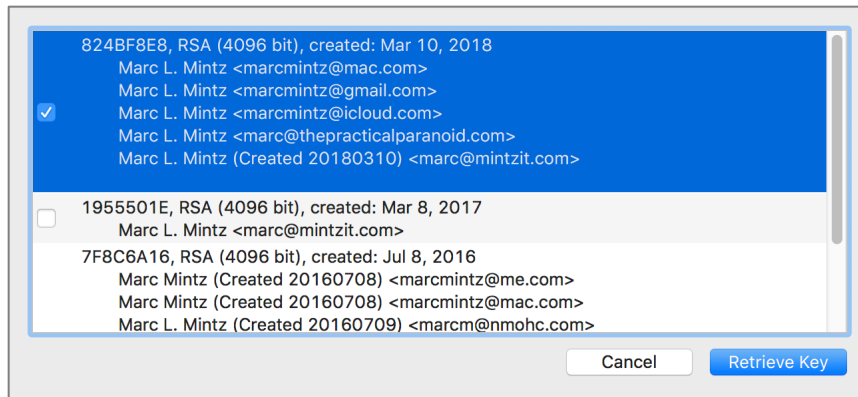 824BF8E8, RSA (4096 bit), created: Mar 10, 2018
Marc L. Mintz <marcmintz@mac.com>
Marc L. Mintz <marcmintz@gmail.com>
Marc L. Mintz <marcmintz@icloud.com>
Marc L. Mintz <marc@thepracticalparanoid.com>
Marc L. Mintz (Created 20180310) <marc@mintzit.com>
1955501E, RSA (4096 bit), created: Mar 8, 2017
Marc L. Mintz <marc@mintzit.com>
7F8C6A16, RSA (4096 bit), created: Jul 8, 2016
Marc Mintz (Created 20160708) <marcmintz@me.com>
Marc Mintz (Created 20160708) <marcmintz@mac.com>
Marc L. Mintz (Created 20160709) <marcm@nmohc.com>
Cancel Retrieve Key